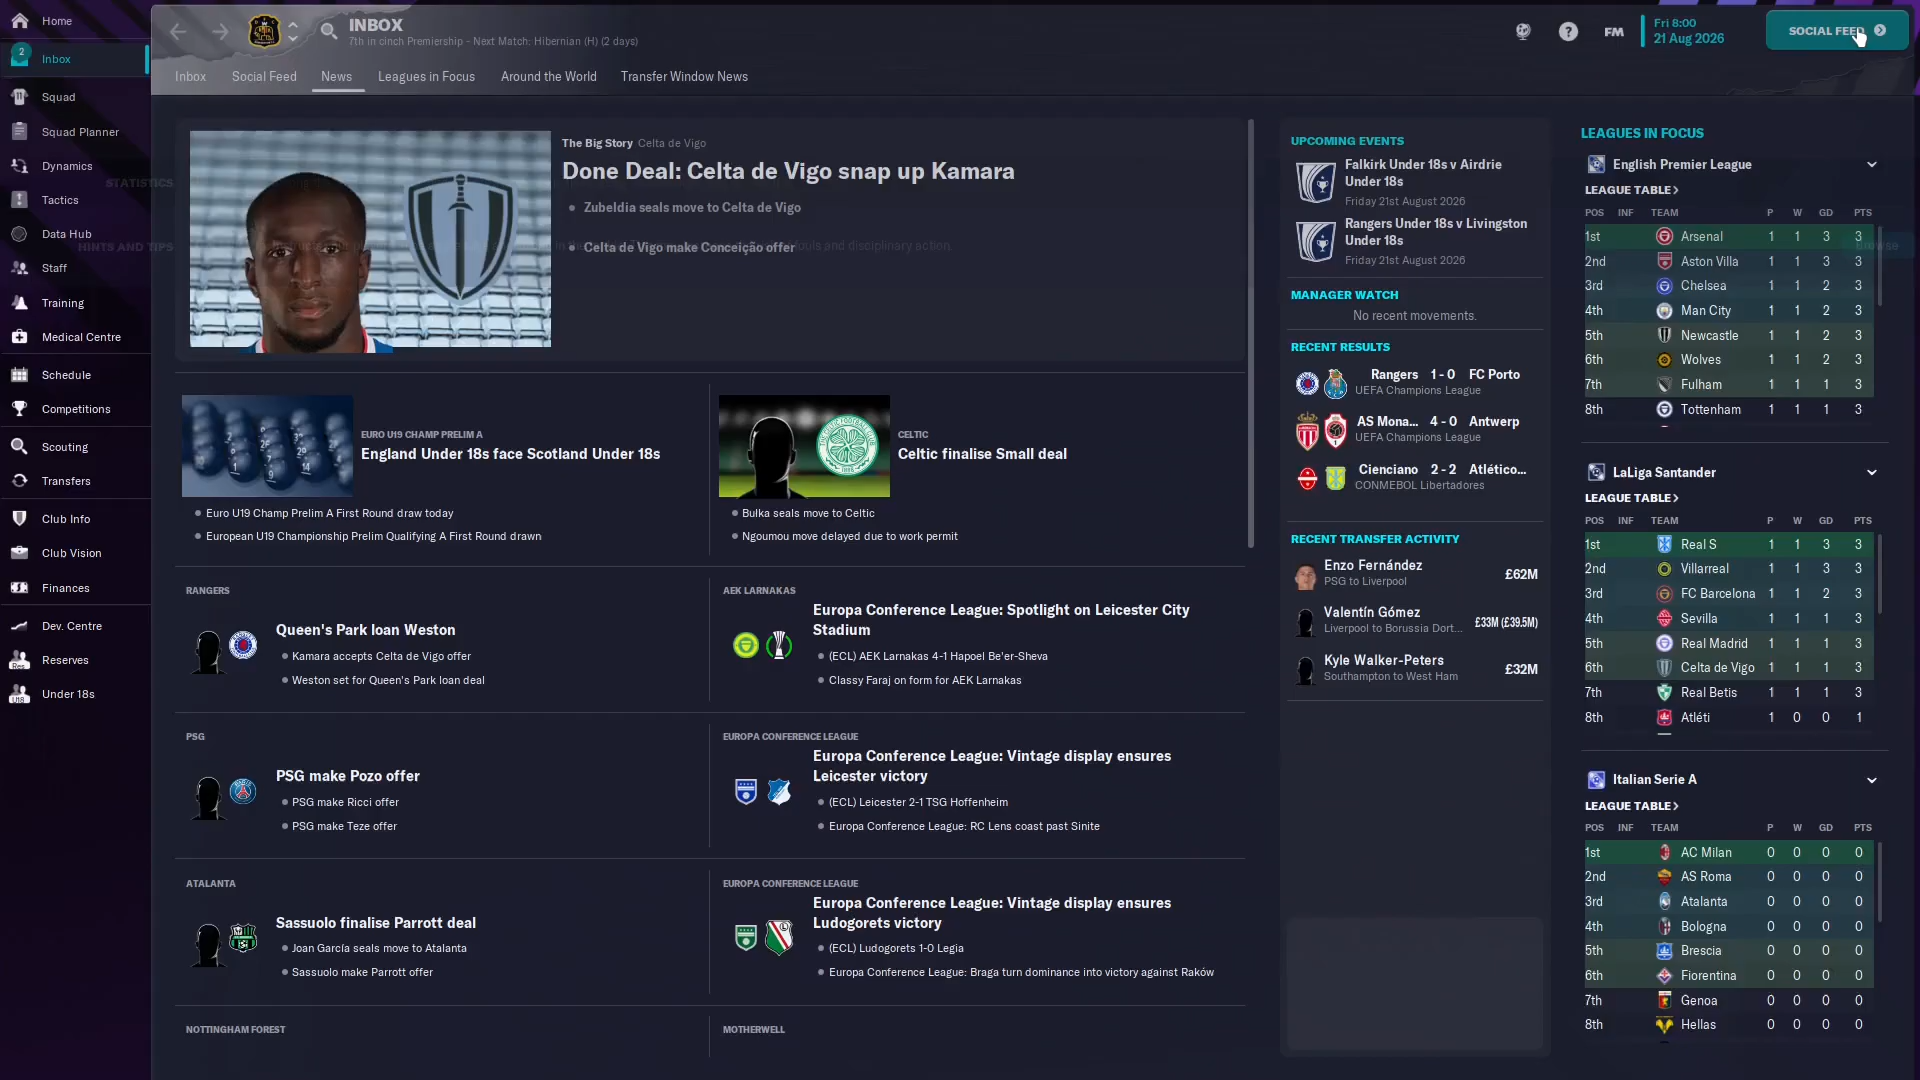 Home
2
Inbox
Squad
Squad Planner
Dynamics
Tactics
Data Hub
Staff
Training
Medical Centre
Schedule
Competitions
Scouting
Transfers
Club Info
Club Vision
Finances
Dev. Centre
Reserves
Under 18s
INBOX
7th in cinch Premiership - Next Match: Hibernian (H) (2 days)
Inbox Social Feed News Leagues in Focus Around the World Transfer Window News
FM
Fri 8:00
21 Aug 2026
SOCIAL FEED
STATISTICS
HINTS AND TIPS
The Big Story Celta de Vigo
Done Deal: Celta de Vigo snap up Kamara
Zubeldia seals move to Celta de Vigo
Celta de Vigo make Conceição offer
fouls and disciplinary action.
Browse
EURO U19 CHAMP PRELIM A
England Under 18s face Scotland Under 18s
Euro U19 Champ Prelim A First Round draw today
European U19 Championship Prelim Qualifying A First Round drawn
CELTIC
Celtic finalise Small deal
Bulka seals move to Celtic
Ngoumou move delayed due to work permit
RANGERS
Queen's Park loan Weston
Kamara accepts Celta de Vigo offer
Weston set for Queen's Park loan deal
AEK LARNAKAS
Europa Conference League: Spotlight on Leicester City
Stadium
(ECL) AEK Larnakas 4-1 Hapoel Be'er-Sheva
Classy Faraj on form for AEK Larnakas
PSG
PSG make Pozo offer
PSG make Ricci offer
PSG make Teze offer
EUROPA CONFERENCE LEAGUE
Europa Conference League: Vintage display ensures
Leicester victory
(ECL) Leicester 2-1 TSG Hoffenheim
Europa Conference League: RC Lens coast past Sinite
ATALANTA
Sassuolo finalise Parrott deal
Joan García seals move to Atalanta
Sassuolo make Parrott offer
EUROPA CONFERENCE LEAGUE
Europa Conference League: Vintage display ensures
Ludogorets victory
(ECL) Ludogorets 1-0 Legia
Europa Conference League: Braga turn dominance into victory against Raków
NOTTINGHAM FOREST
MOTHERWELL
UPCOMING EVENTS
Falkirk Under 18s v Airdrie
Under 18s
Friday 21st August 2026
Rangers Under 18s v Livingston
Under 18s
Friday 21st August 2026
MANAGER WATCH
No recent movements.
RECENT RESULTS
Rangers 1 - 0 FC Porto
UEFA Champions League
AS Mona... 4 - 0 Antwerp
UEFA Champions League
Cienciano 2 - 2 Atlético...
CONMEBOL Libertadores
RECENT TRANSFER ACTIVITY
Enzo Fernández
PSG to Liverpool
£62M
Valentín Gómez
Liverpool to Borussia Dort...
£33M (£39.5M)
Kyle Walker-Peters
Southampton to West Ham
£32M
LEAGUES IN FOCUS
English Premier League
LEAGUE TABLE
POS INF TEAM P W GD PTS
1st Arsenal 1 1 3 3
2nd Aston Villa 1 1 3 3
3rd Chelsea 1 1 2 3
4th Man City 1 1 2 3
5th Newcastle 1 1 2 3
6th Wolves 1 1 2 3
7th Fulham 1 1 1 3
8th Tottenham 1 1 1 3
LaLiga Santander
LEAGUE TABLE
POS INF TEAM P W GD PTS
1st Real S 1 1 3 3
2nd Villarreal 1 1 3 3
3rd FC Barcelona 1 1 2 3
4th Sevilla 1 1 1 3
5th Real Madrid 1 1 1 3
6th Celta de Vigo 1 1 1 3
7th Real Betis 1 1 1 3
8th Atléti 1 0 0 1
Italian Serie A
LEAGUE TABLE
POS INF TEAM P W GD PTS
1st AC Milan 0 0 0 0
2nd AS Roma 0 0 0 0
3rd Atalanta 0 0 0 0
4th Bologna 0 0 0 0
5th Brescia 0 0 0 0
6th Fiorentina 0 0 0 0
7th Genoa 0 0 0 0
8th Hellas 0 0 0 0